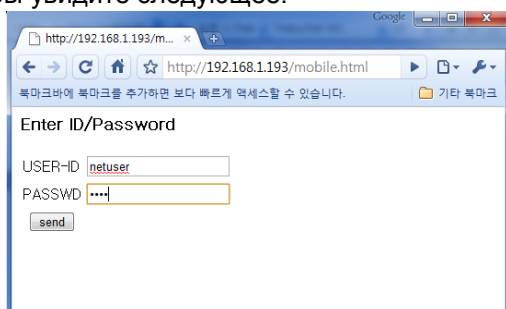 ы увидите следующее:
Google
http://192.168.1.193/m...
http://192.168.1.193/mobile.html
북마크바에 북마크를 추가하면 보다 빠르게 액세스할 수 있습니다.
기타 북마크
Enter ID/Password
USER-ID netuser
PASSWD ••••
send